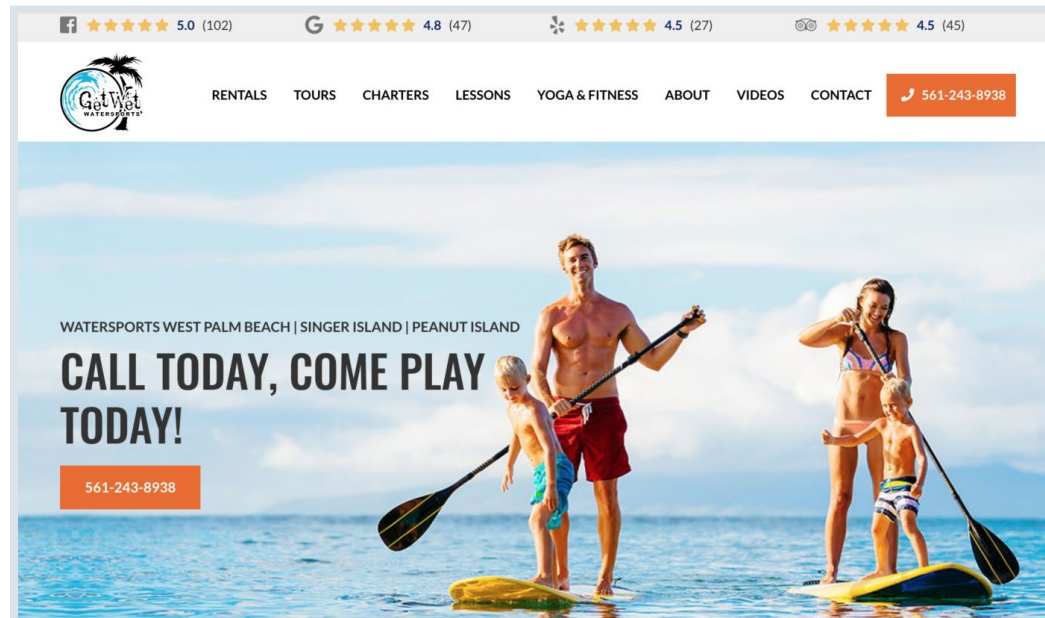 5.0 (102)
4.8 (47)
4.5 (27)
4.5 (45)
GetWet
WATERSPORTS
RENTALS
TOURS
CHARTERS
LESSONS
YOGA & FITNESS
ABOUT
VIDEOS
CONTACT
561-243-8938
WATERSPORTS WEST PALM BEACH | SINGER ISLAND | PEANUT ISLAND
CALL TODAY, COME PLAY
TODAY!
561-243-8938